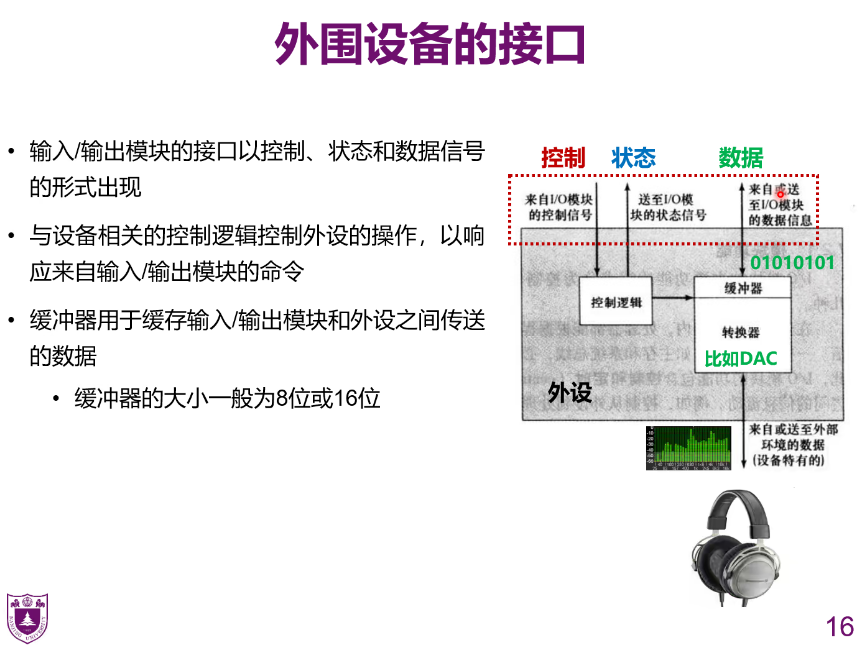 外围设备的接口
• 输入/输出模块的接口以控制、状态和数据信号
的形式出现
• 与设备相关的控制逻辑控制外设的操作，以响
应来自输入/输出模块的命令
• 缓冲器用于缓存输入/输出模块和外设之间传送
的数据
• 缓冲器的大小一般为8位或16位
控制 状态 数据
来自I/O模块
的控制信号
送至I/O模
块的状态信号
来自或送
至I/O模块
的数据信息
01010101
控制逻辑
缓冲器
转换器
比如DAC
外设
来自或送至外部
环境的数据
(设备特有的)
16